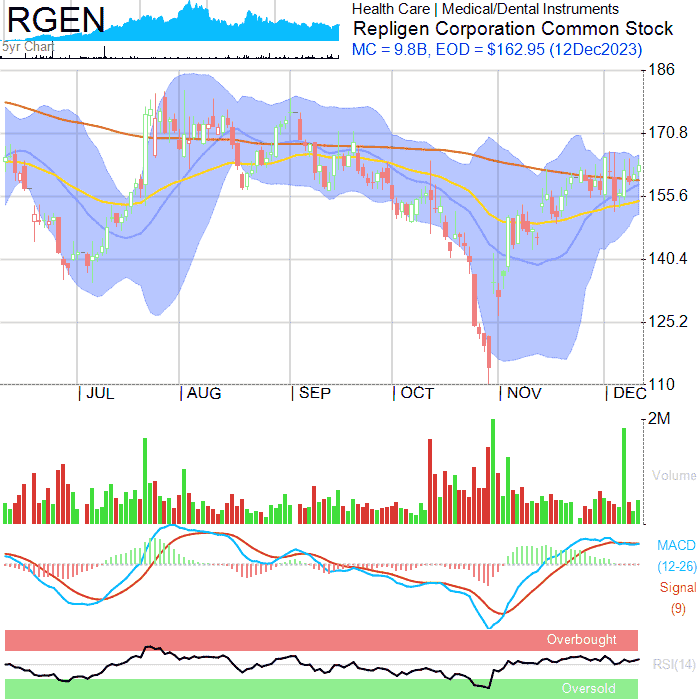 RGEN
5yr Chart
Health Care | Medical/Dental Instruments
Repligen Corporation Common Stock
MC = 9.8B, EOD = $162.95 (12Dec2023)
186
170.8
155.6
140.4
125.2
110
JUL AUG SEP OCT NOV DEC
2M
Volume
MACD
(12-26)
Signal
(9)
Overbought
RSI(14)
Oversold